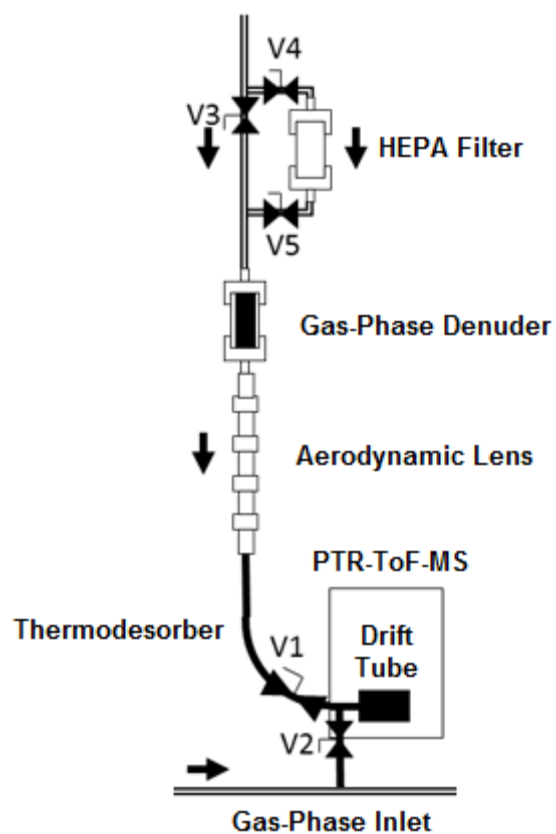 V4
V3
HEPA Filter
V5
Gas-Phase Denuder
Aerodynamic Lens
PTR-ToF-MS
Thermodesorber
Drift
Tube
V1
V2
Gas-Phase Inlet